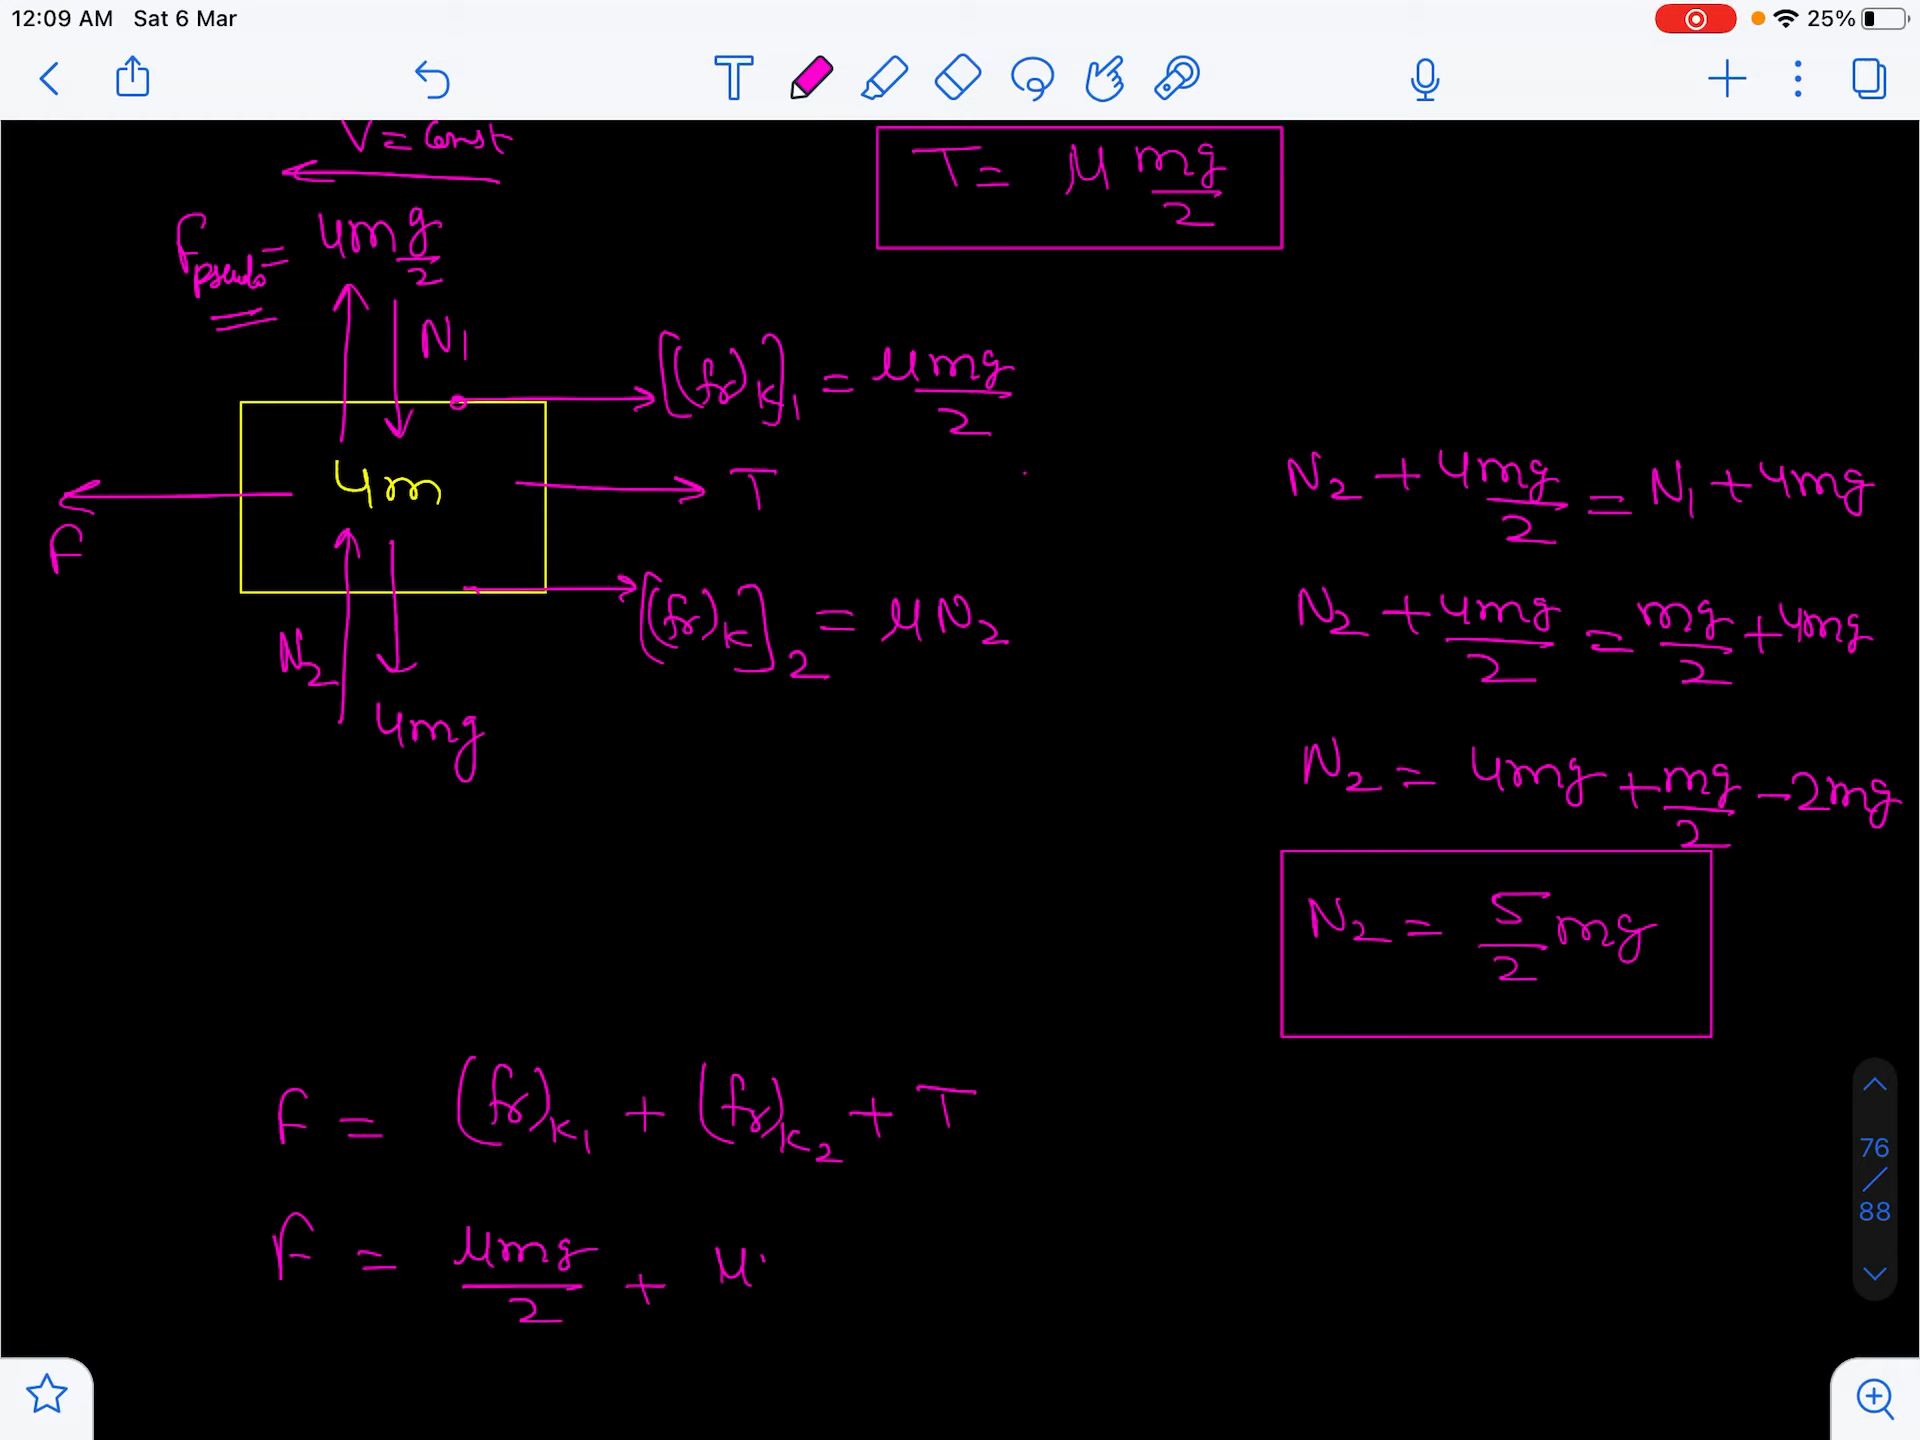 12:09 AM Sat 6 Mar
25%
V = Const
T = μ mg/2
Fpseudo = 4mg/2
N1
[(fr)k]1 = μmg/2
4m
T
F
N2 + 4mg/2 = N1 + 4mg
[(fr)k]2 = μN2
N2
4mg
N2 + 4mg/2 = mg/2 + 4mg
N2 = 4mg + mg/2 - 2mg
N2 = 5/2 mg
F = (fr)k1 + (fr)k2 + T
F = μmg/2 + μ
76
/
88